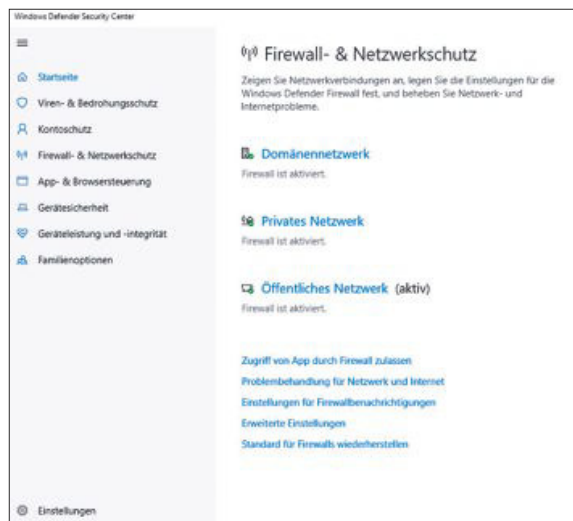 Windows Defender Security Center
Startseite
Viren- & Bedrohungsschutz
Kontoschutz
Firewall- & Netzwerkschutz
App- & Browsersteuerung
Gerätesicherheit
Geräteleistung und -integrität
Familienoptionen
Einstellungen
Firewall- & Netzwerkschutz
Zeigen Sie Netzwerkverbindungen an, legen Sie die Einstellungen für die
Windows Defender Firewall fest, und beheben Sie Netzwerk- und
Internetprobleme.
Domänennetzwerk
Firewall ist aktiviert.
Privates Netzwerk
Firewall ist aktiviert.
Öffentliches Netzwerk (aktiv)
Firewall ist aktiviert.
Zugriff von App durch Firewall zulassen
Problembehandlung für Netzwerk und Internet
Einstellungen für Firewallbenachrichtigungen
Erweiterte Einstellungen
Standard für Firewalls wiederherstellen